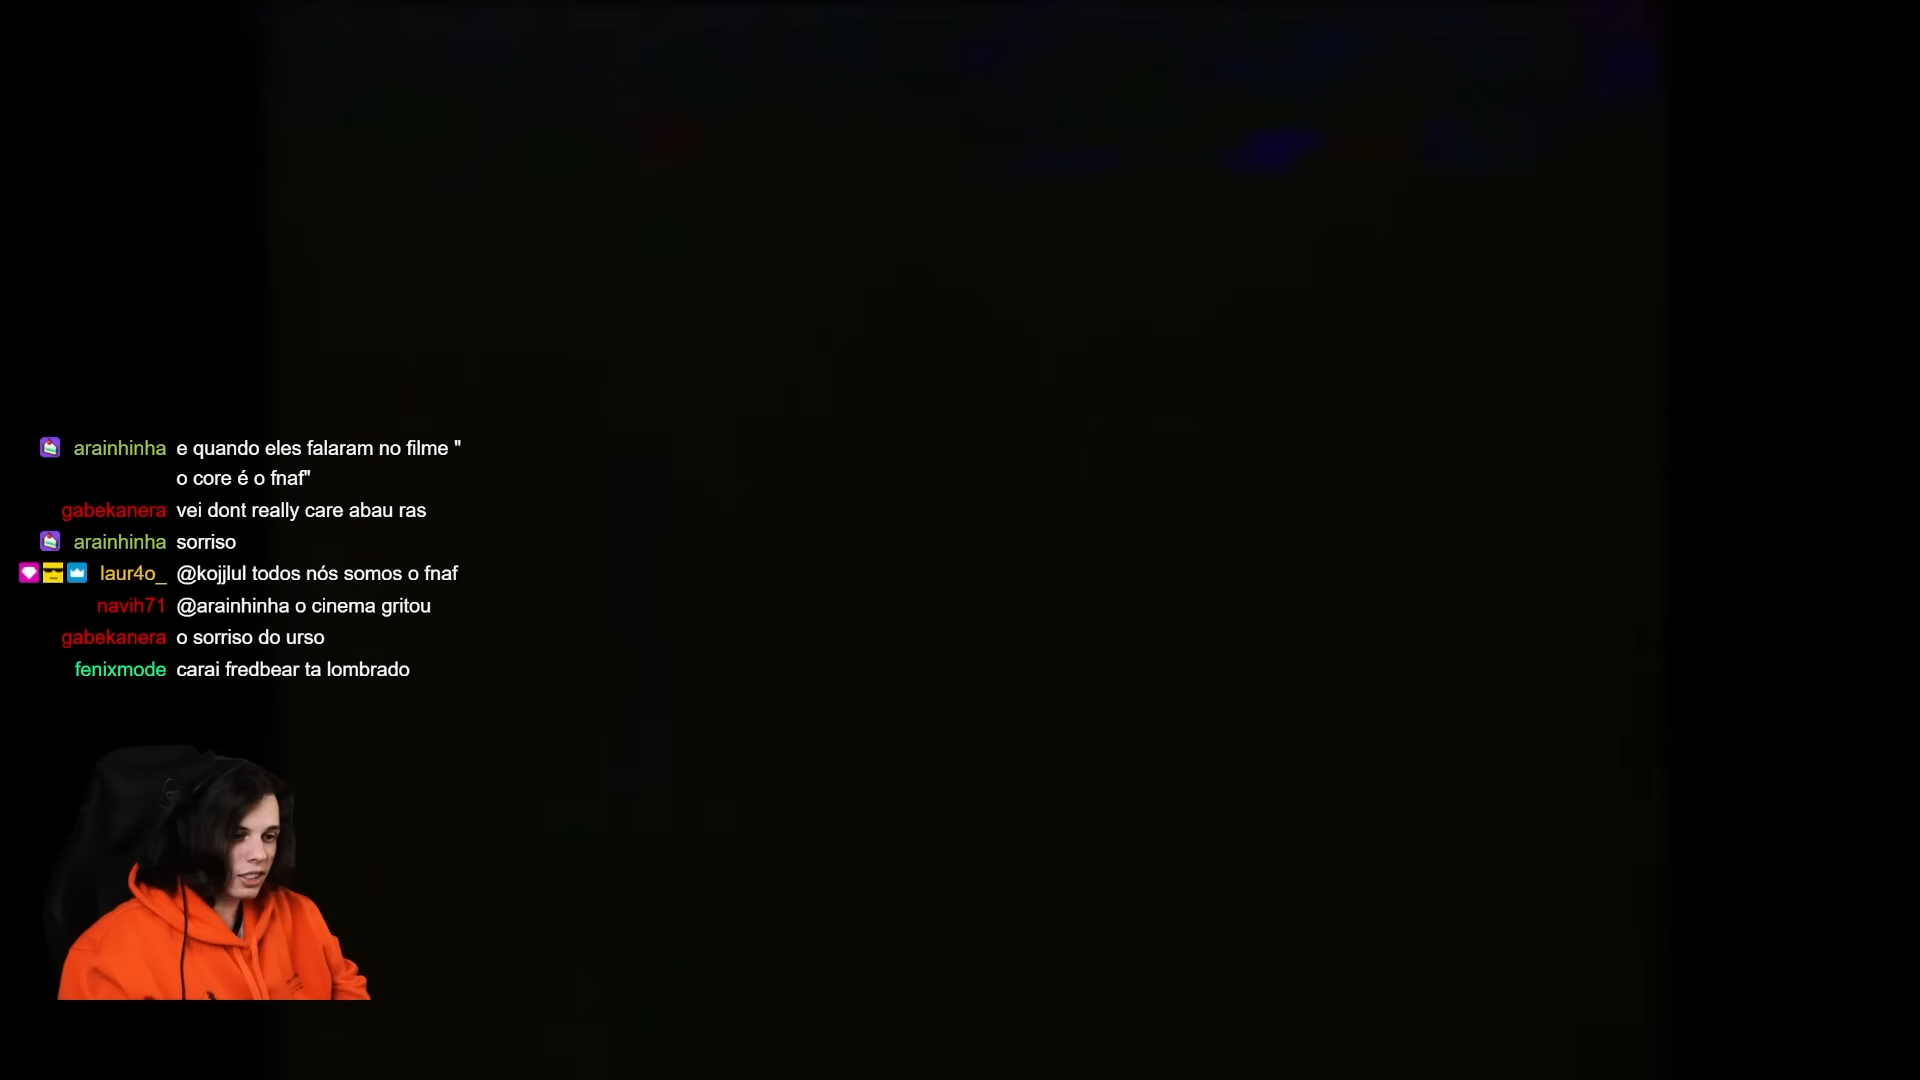 arainhinha e quando eles falaram no filme "
o core é o fnaf"
gabekanera vei dont really care abau ras
arainhinha sorriso
laur4o_ @kojjlul todos nós somos o fnaf
navih71 @arainhinha o cinema gritou
gabekanera o sorriso do urso
fenixmode carai fredbear ta lombrado